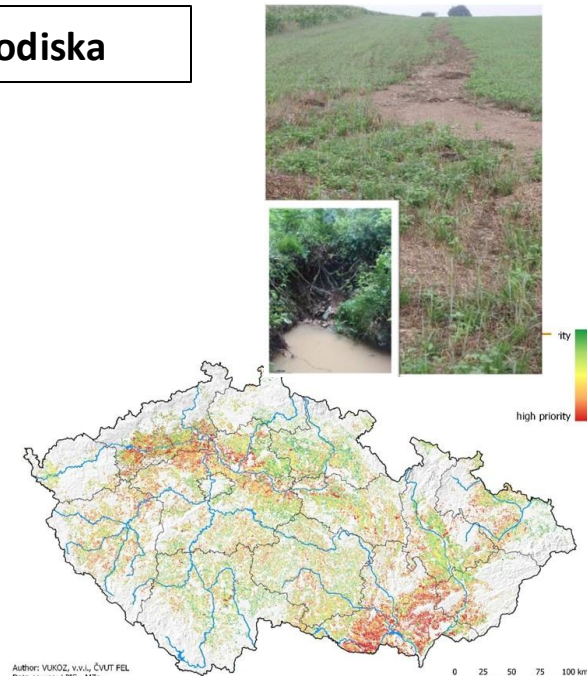 odiska
ity
high priority
Author: VUKOZ, v.v.i., ČVUT FEL
0 25 50 75 100 km